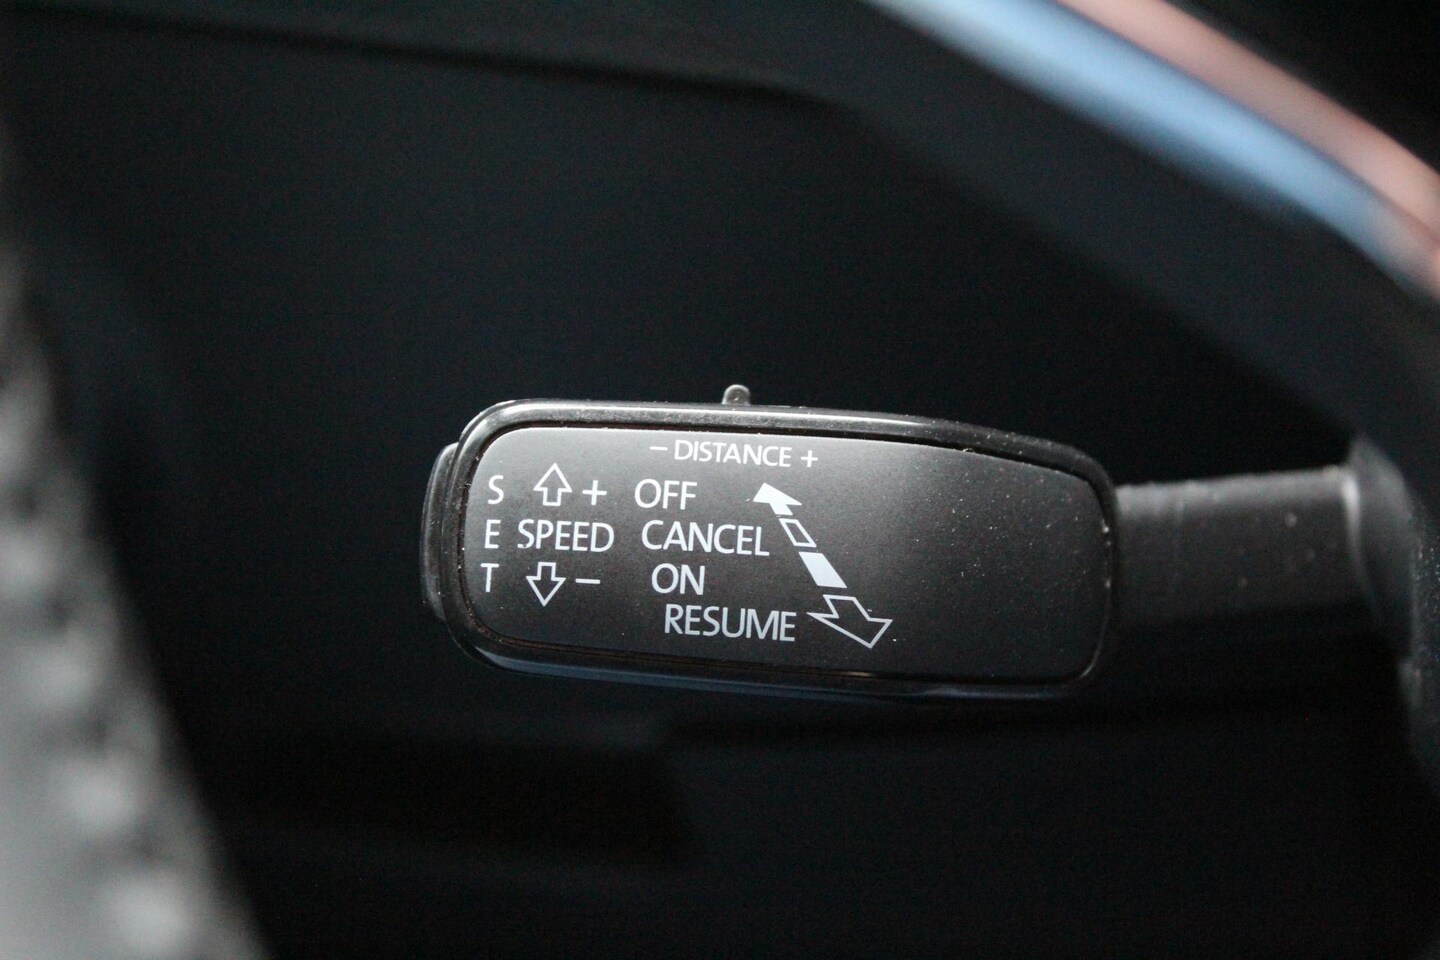 − DISTANCE +
S + OFF
E SPEED CANCEL
T − ON
RESUME